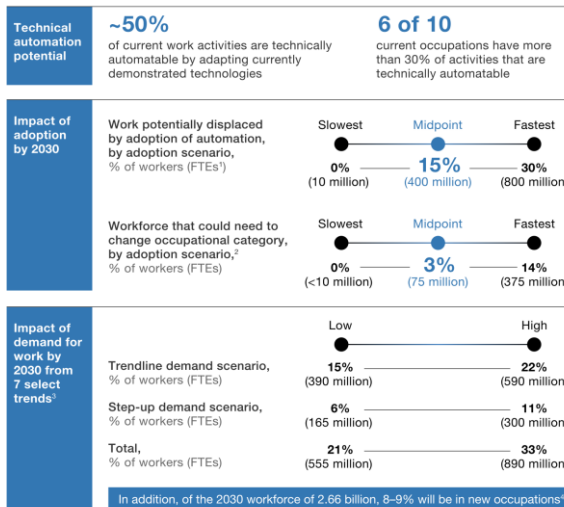 Technical
automation
potential
~50%
of current work activities are technically
automatable by adapting currently
demonstrated technologies
6 of 10
current occupations have more
than 30% of activities that are
technically automatable
Impact of
adoption
by 2030
Work potentially displaced
by adoption of automation,
by adoption scenario,
% of workers (FTEs¹)
Slowest Midpoint Fastest
0% 15% 30%
(10 million) (400 million) (800 million)
Workforce that could need to
change occupational category,
by adoption scenario,²
% of workers (FTEs)
Slowest Midpoint Fastest
0% 3% 14%
(<10 million) (75 million) (375 million)
Impact of
demand for
work by
2030 from
7 select
trends³
Low High
Trendline demand scenario,
% of workers (FTEs)
15% 22%
(390 million) (590 million)
Step-up demand scenario,
% of workers (FTEs)
6% 11%
(165 million) (300 million)
Total,
% of workers (FTEs)
21% 33%
(555 million) (890 million)
In addition, of the 2030 workforce of 2.66 billion, 8–9% will be in new occupations⁴